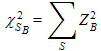 χ²_{S_B} = ∑_S Z²_B